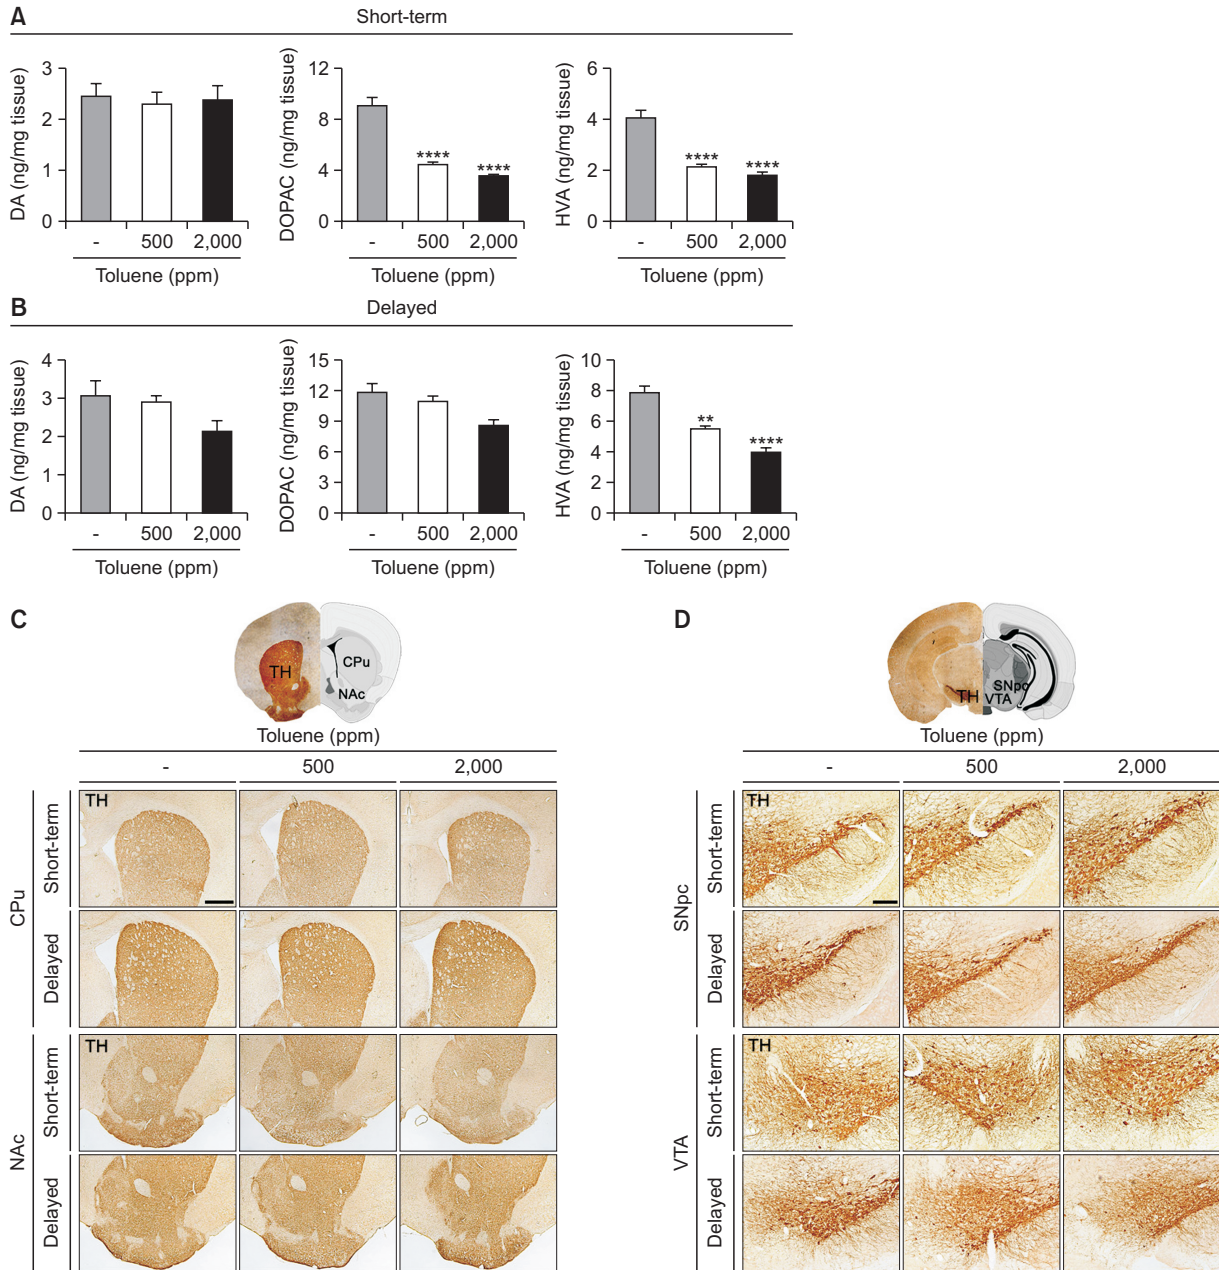 A
Short-term
DA (ng/mg tissue)
3
2
1
0
-
500
2,000
Toluene (ppm)
DOPAC (ng/mg tissue)
12
8
4
0
****
****
-
500
2,000
Toluene (ppm)
HVA (ng/mg tissue)
6
4
2
0
****
****
-
500
2,000
Toluene (ppm)
B
Delayed
DA (ng/mg tissue)
4
3
2
1
0
-
500
2,000
Toluene (ppm)
DOPAC (ng/mg tissue)
15
12
9
6
3
0
-
500
2,000
Toluene (ppm)
HVA (ng/mg tissue)
10
8
6
4
2
0
**
****
-
500
2,000
Toluene (ppm)
C
TH
CPu
NAc
Toluene (ppm)
-
500
2,000
CPu
Short-term
TH
Delayed
NAc
Short-term
TH
Delayed
D
TH
SNpc
VTA
Toluene (ppm)
-
500
2,000
SNpc
Short-term
TH
Delayed
VTA
Short-term
TH
Delayed